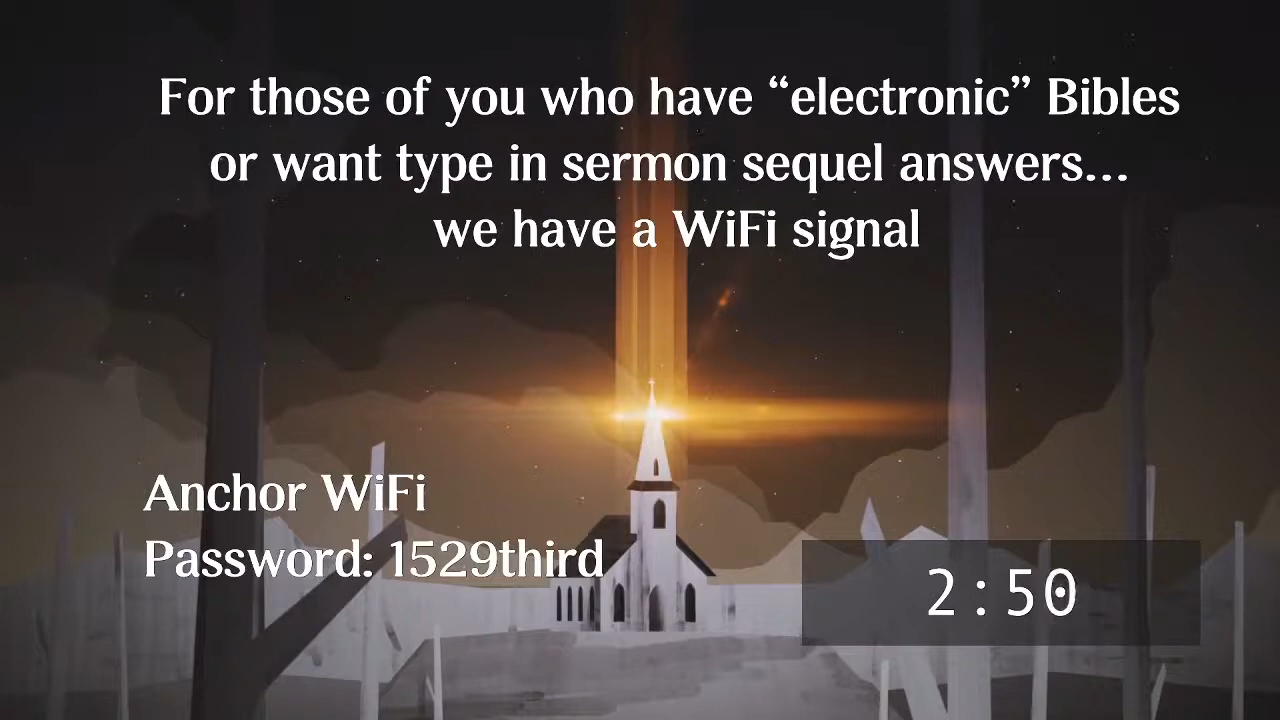 For those of you who have “electronic” Bibles
or want type in sermon sequel answers...
we have a WiFi signal
Anchor WiFi
Password: 1529third
2:50